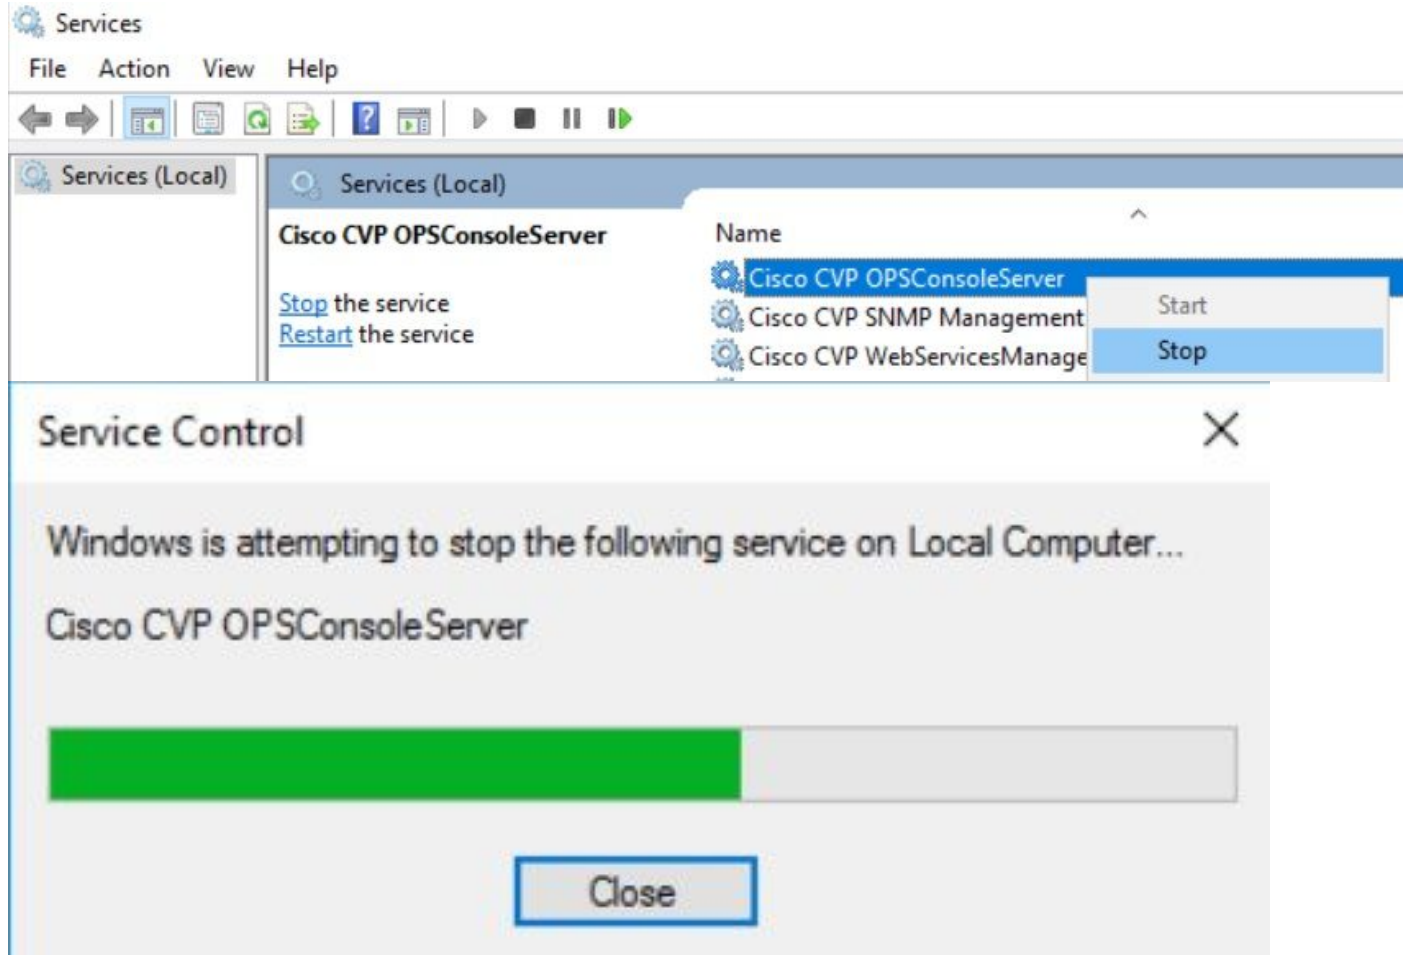 Services
File Action View Help
Services (Local)
Services (Local)
Cisco CVP OPSConsoleServer
Stop the service
Restart the service
Name
Cisco CVP OPSConsoleServer
Cisco CVP SNMP Management
Cisco CVP WebServicesManage
Start
Stop
Service Control
Windows is attempting to stop the following service on Local Computer...
Cisco CVP OPSConsoleServer
Close